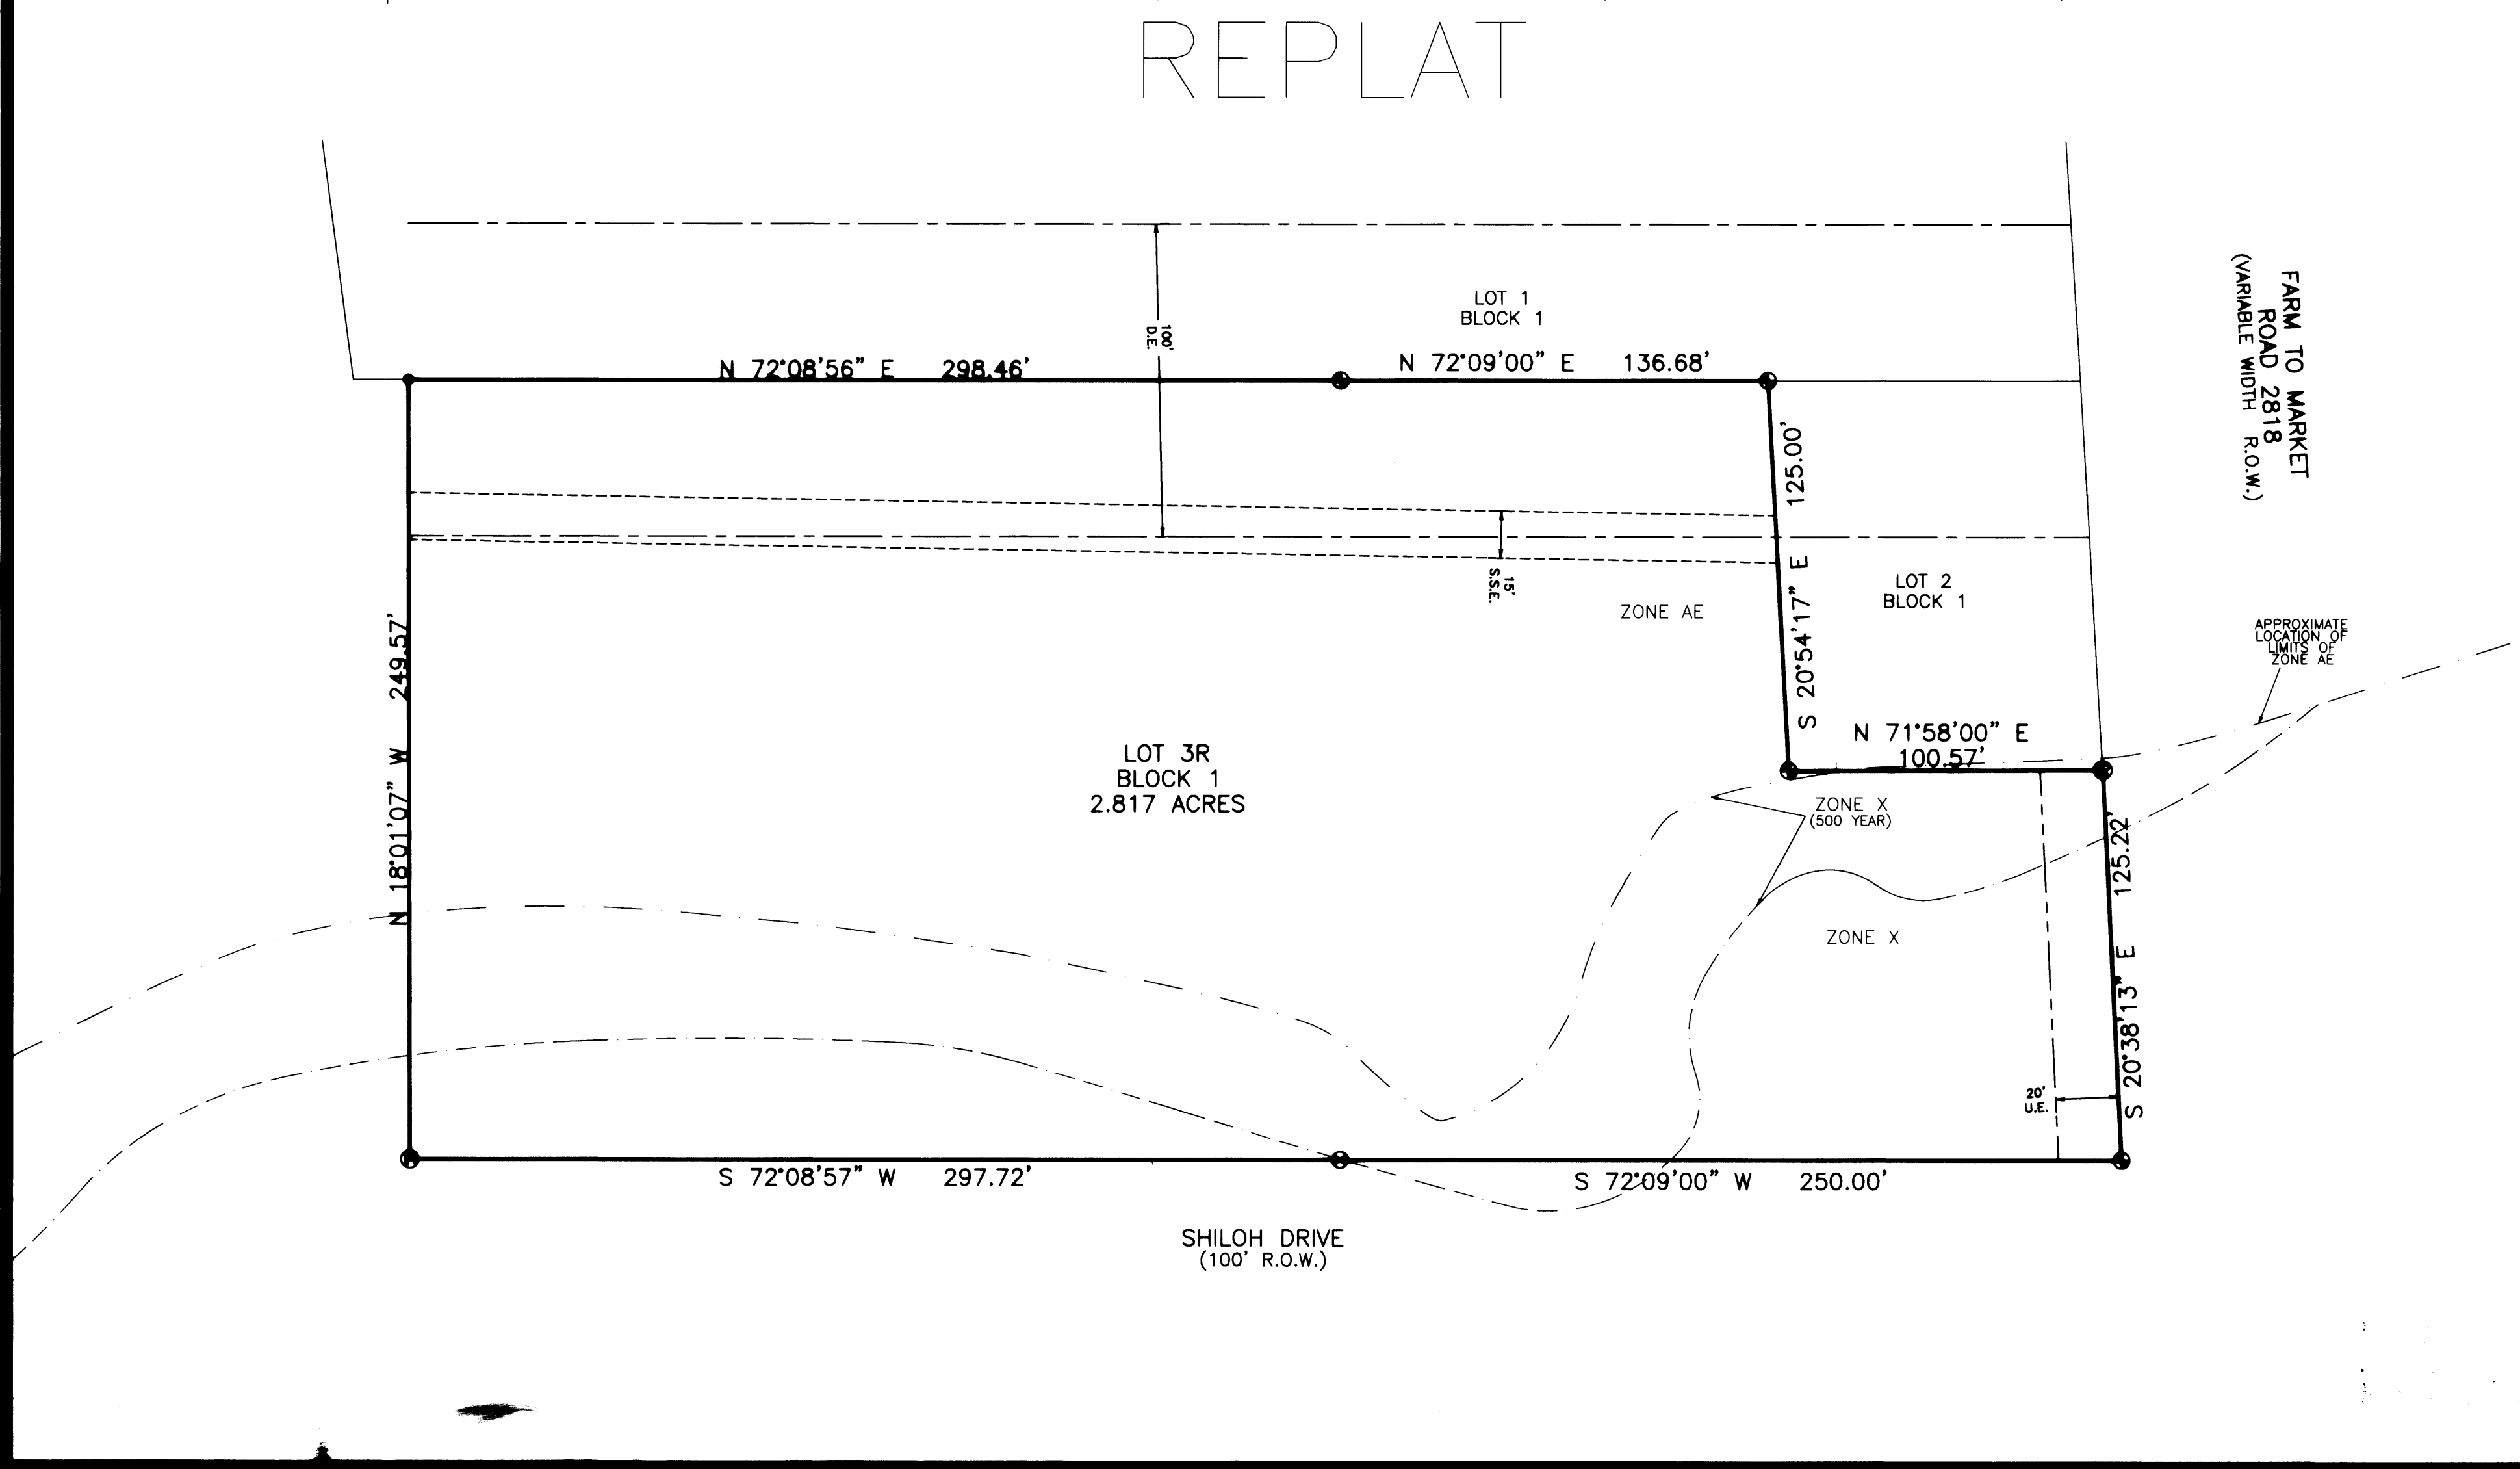 REPLAT
LOT 1
BLOCK 1
100'
D.E.
N 72°08'56" E 298.46'
N 72°09'00" E 136.68'
FARM TO MARKET
ROAD 2818
(VARIABLE WIDTH R.O.W.)
S 20°54'17" E 125.00'
15'
S.S.E.
ZONE AE
LOT 2
BLOCK 1
APPROXIMATE
LOCATION OF
LIMITS OF
ZONE AE
N 18°01'07" W 249.57'
N 71°58'00" E
100.57'
LOT 3R
BLOCK 1
2.817 ACRES
ZONE X
(500 YEAR)
ZONE X
S 20°38'13" E 125.22'
20'
U.E.
S 72°08'57" W 297.72'
S 72°09'00" W 250.00'
SHILOH DRIVE
(100' R.O.W.)